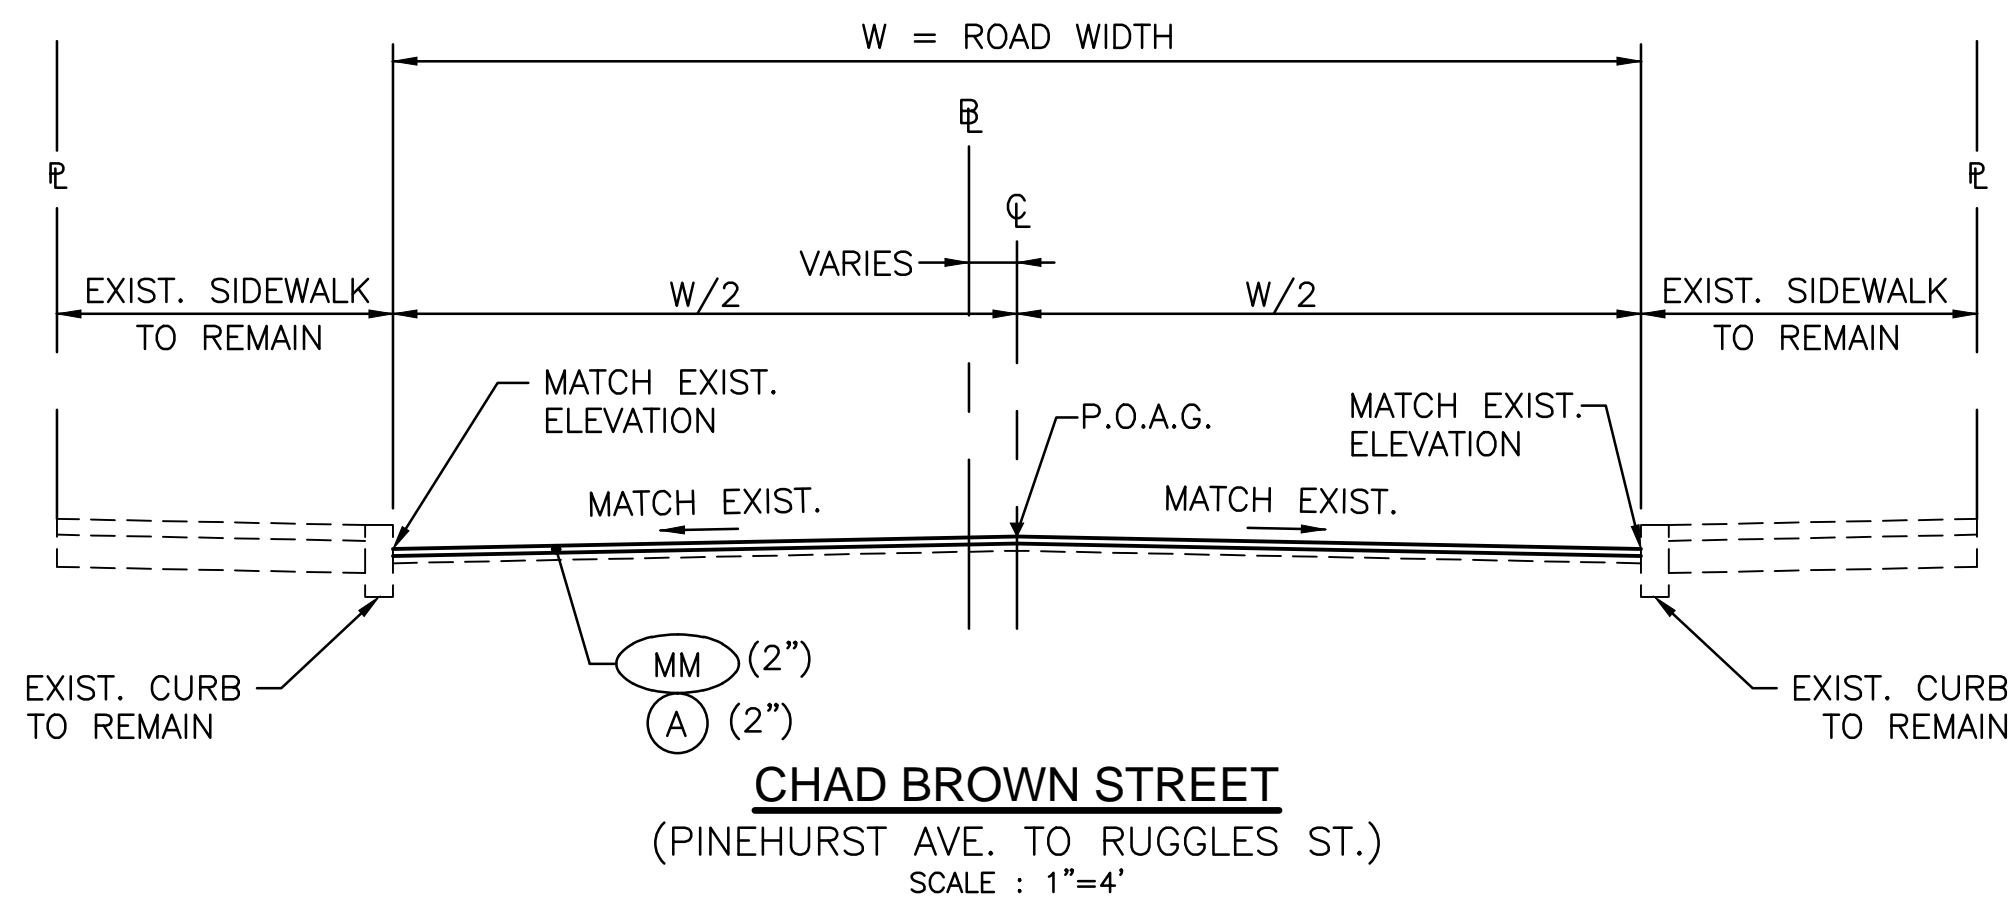 W = ROAD WIDTH
BL
PL
PL
CL
VARIES
EXIST. SIDEWALK
TO REMAIN
W/2
W/2
EXIST. SIDEWALK
TO REMAIN
MATCH EXIST.
ELEVATION
P.O.A.G.
MATCH EXIST.
ELEVATION
MATCH EXIST.
MATCH EXIST.
MM (2")
A (2")
EXIST. CURB
TO REMAIN
EXIST. CURB
TO REMAIN
CHAD BROWN STREET
(PINEHURST AVE. TO RUGGLES ST.)
SCALE : 1"=4'